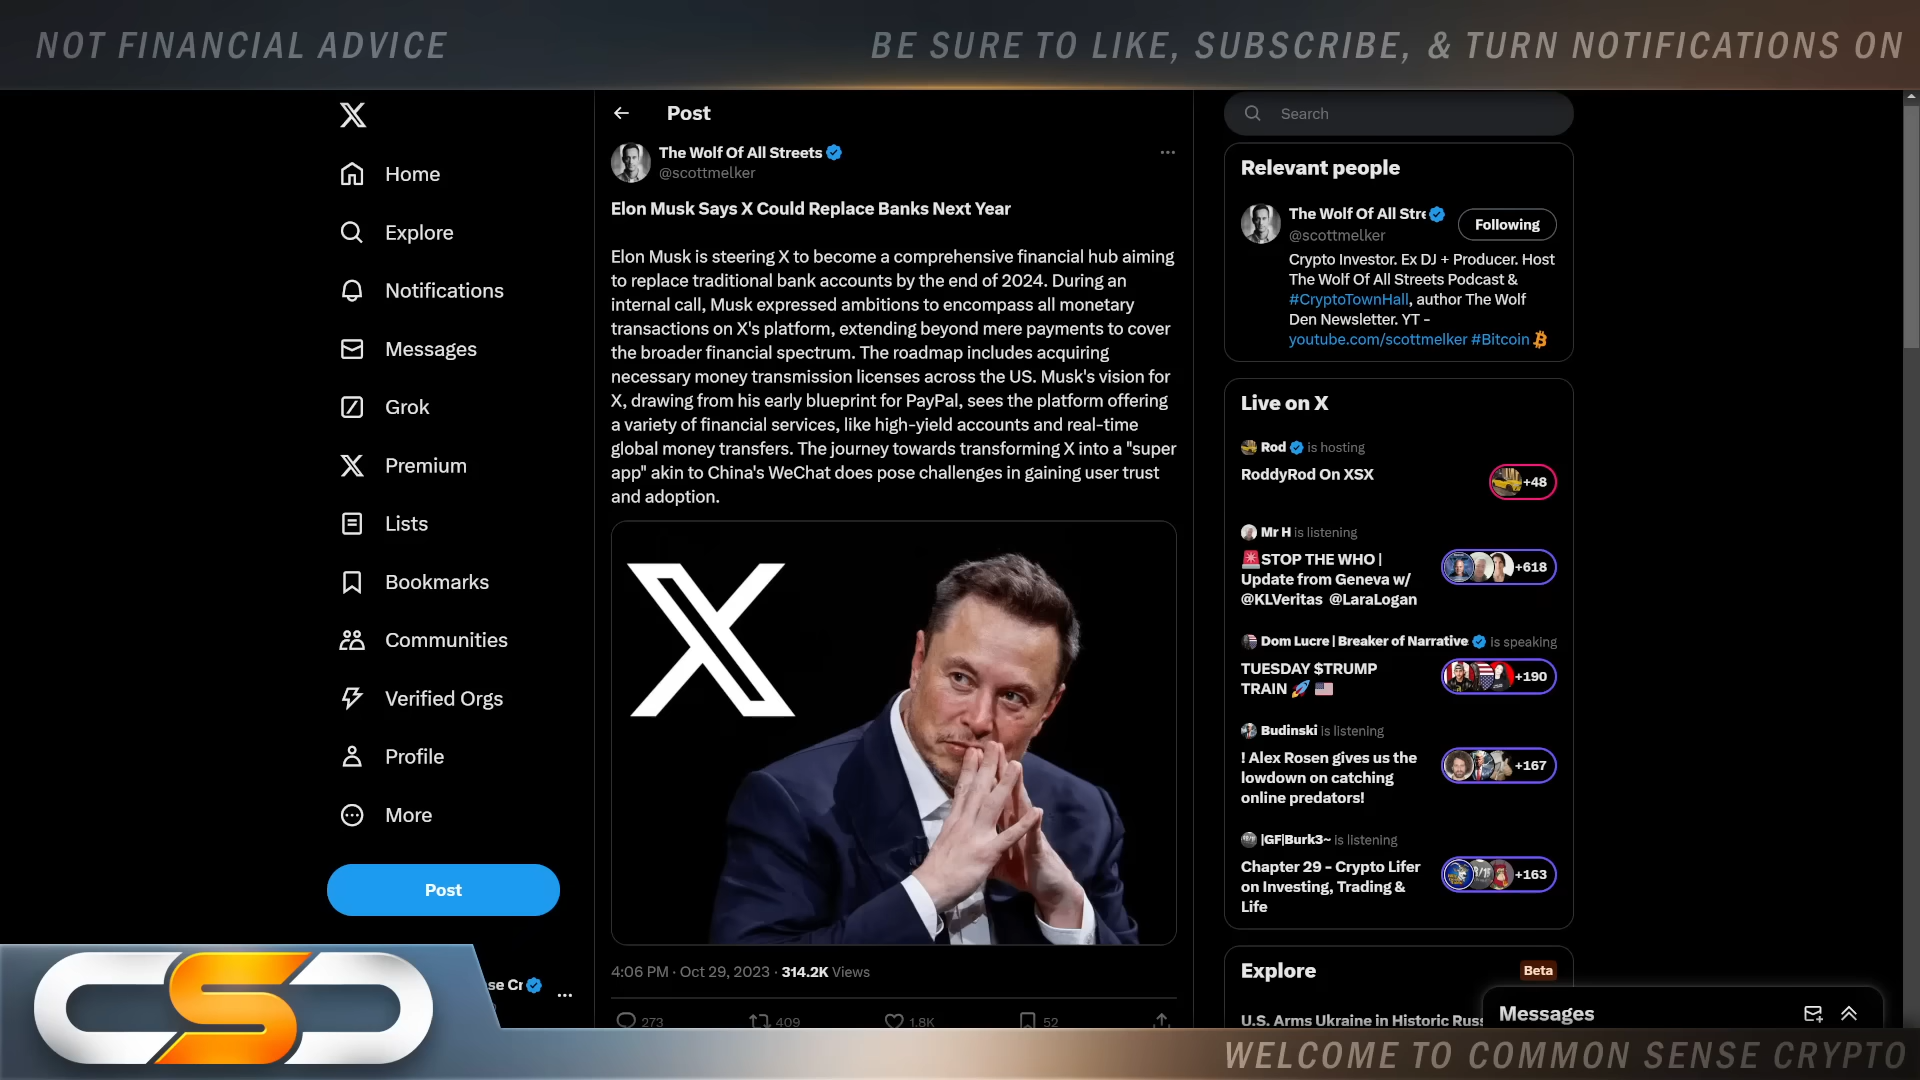 NOT FINANCIAL ADVICE
BE SURE TO LIKE, SUBSCRIBE, & TURN NOTIFICATIONS ON
Home
Explore
Notifications
Messages
Grok
Premium
Lists
Bookmarks
Communities
Verified Orgs
Profile
More
Post
se Cr
Post
The Wolf Of All Streets
@scottmelker
Elon Musk Says X Could Replace Banks Next Year
Elon Musk is steering X to become a comprehensive financial hub aiming
to replace traditional bank accounts by the end of 2024. During an
internal call, Musk expressed ambitions to encompass all monetary
transactions on X's platform, extending beyond mere payments to cover
the broader financial spectrum. The roadmap includes acquiring
necessary money transmission licenses across the US. Musk's vision for
X, drawing from his early blueprint for PayPal, sees the platform offering
a variety of financial services, like high-yield accounts and real-time
global money transfers. The journey towards transforming X into a "super
app" akin to China's WeChat does pose challenges in gaining user trust
and adoption.
X
4:06 PM · Oct 29, 2023 · 314.2K Views
273 409 1.8K 52
Search
Relevant people
The Wolf Of All Stre
@scottmelker
Following
Crypto Investor. Ex DJ + Producer. Host
The Wolf Of All Streets Podcast &
#CryptoTownHall, author The Wolf
Den Newsletter. YT -
youtube.com/scottmelker #Bitcoin
Live on X
Rod is hosting
RoddyRod On XSX
+48
Mr H is listening
🚨STOP THE WHO |
Update from Geneva w/
@KLVeritas @LaraLogan
+618
Dom Lucre | Breaker of Narrative is speaking
TUESDAY $TRUMP
TRAIN 🚀 🇺🇸
+190
Budinski is listening
! Alex Rosen gives us the
lowdown on catching
online predators!
+167
|GF|Burk3~ is listening
Chapter 29 - Crypto Lifer
on Investing, Trading &
Life
+163
Explore
Beta
U.S. Arms Ukraine in Historic Russ
Messages
CSC
WELCOME TO COMMON SENSE CRYPTO